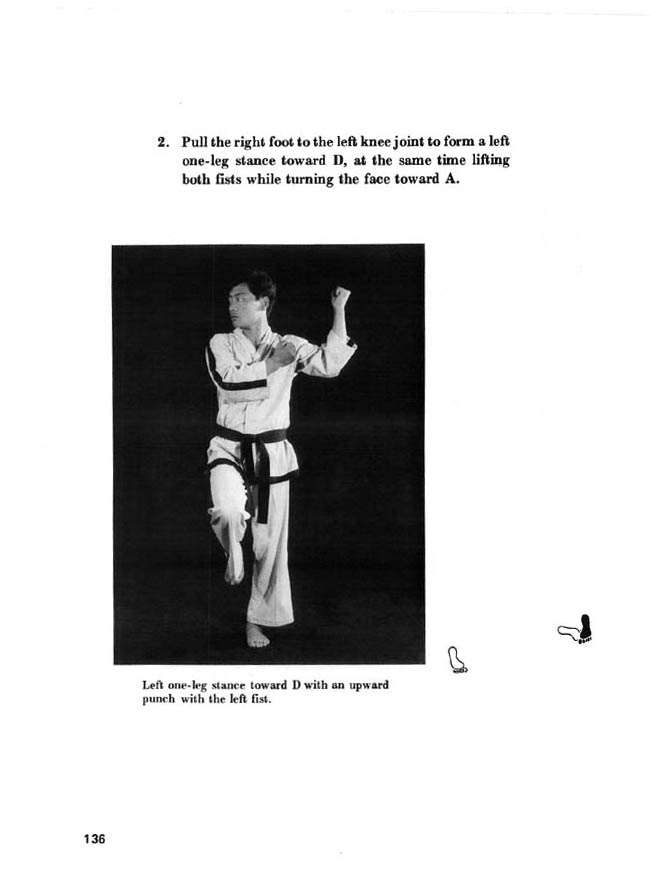 2. Pull the right foot to the left knee joint to form a left
one-leg stance toward D, at the same time lifting
both fists while turning the face toward A.
Left one-leg stance toward D with an upward
punch with the left fist.
136